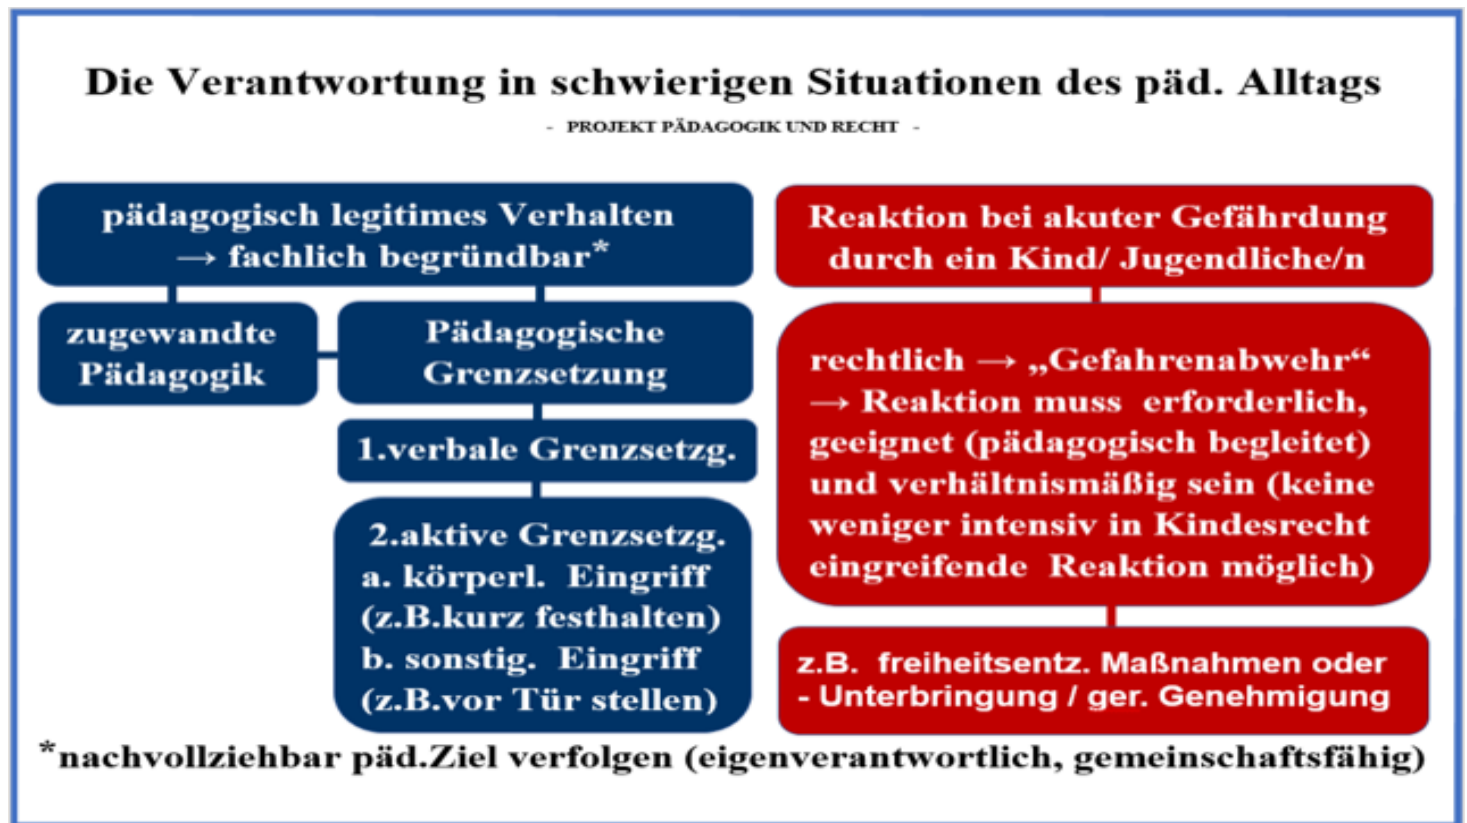 Die Verantwortung in schwierigen Situationen des päd. Alltags
- PROJEKT PÄDAGOGIK UND RECHT -
pädagogisch legitimes Verhalten
→ fachlich begründbar*
zugewandte
Pädagogik
Pädagogische
Grenzsetzung
1.verbale Grenzsetzg.
2.aktive Grenzsetzg.
a. körperl. Eingriff
(z.B.kurz festhalten)
b. sonstig. Eingriff
(z.B.vor Tür stellen)
Reaktion bei akuter Gefährdung
durch ein Kind/ Jugendliche/n
rechtlich → „Gefahrenabwehr“
→ Reaktion muss erforderlich,
geeignet (pädagogisch begleitet)
und verhältnismäßig sein (keine
weniger intensiv in Kindesrecht
eingreifende Reaktion möglich)
z.B. freiheitsentz. Maßnahmen oder
- Unterbringung / ger. Genehmigung
*nachvollziehbar päd.Ziel verfolgen (eigenverantwortlich, gemeinschaftsfähig)